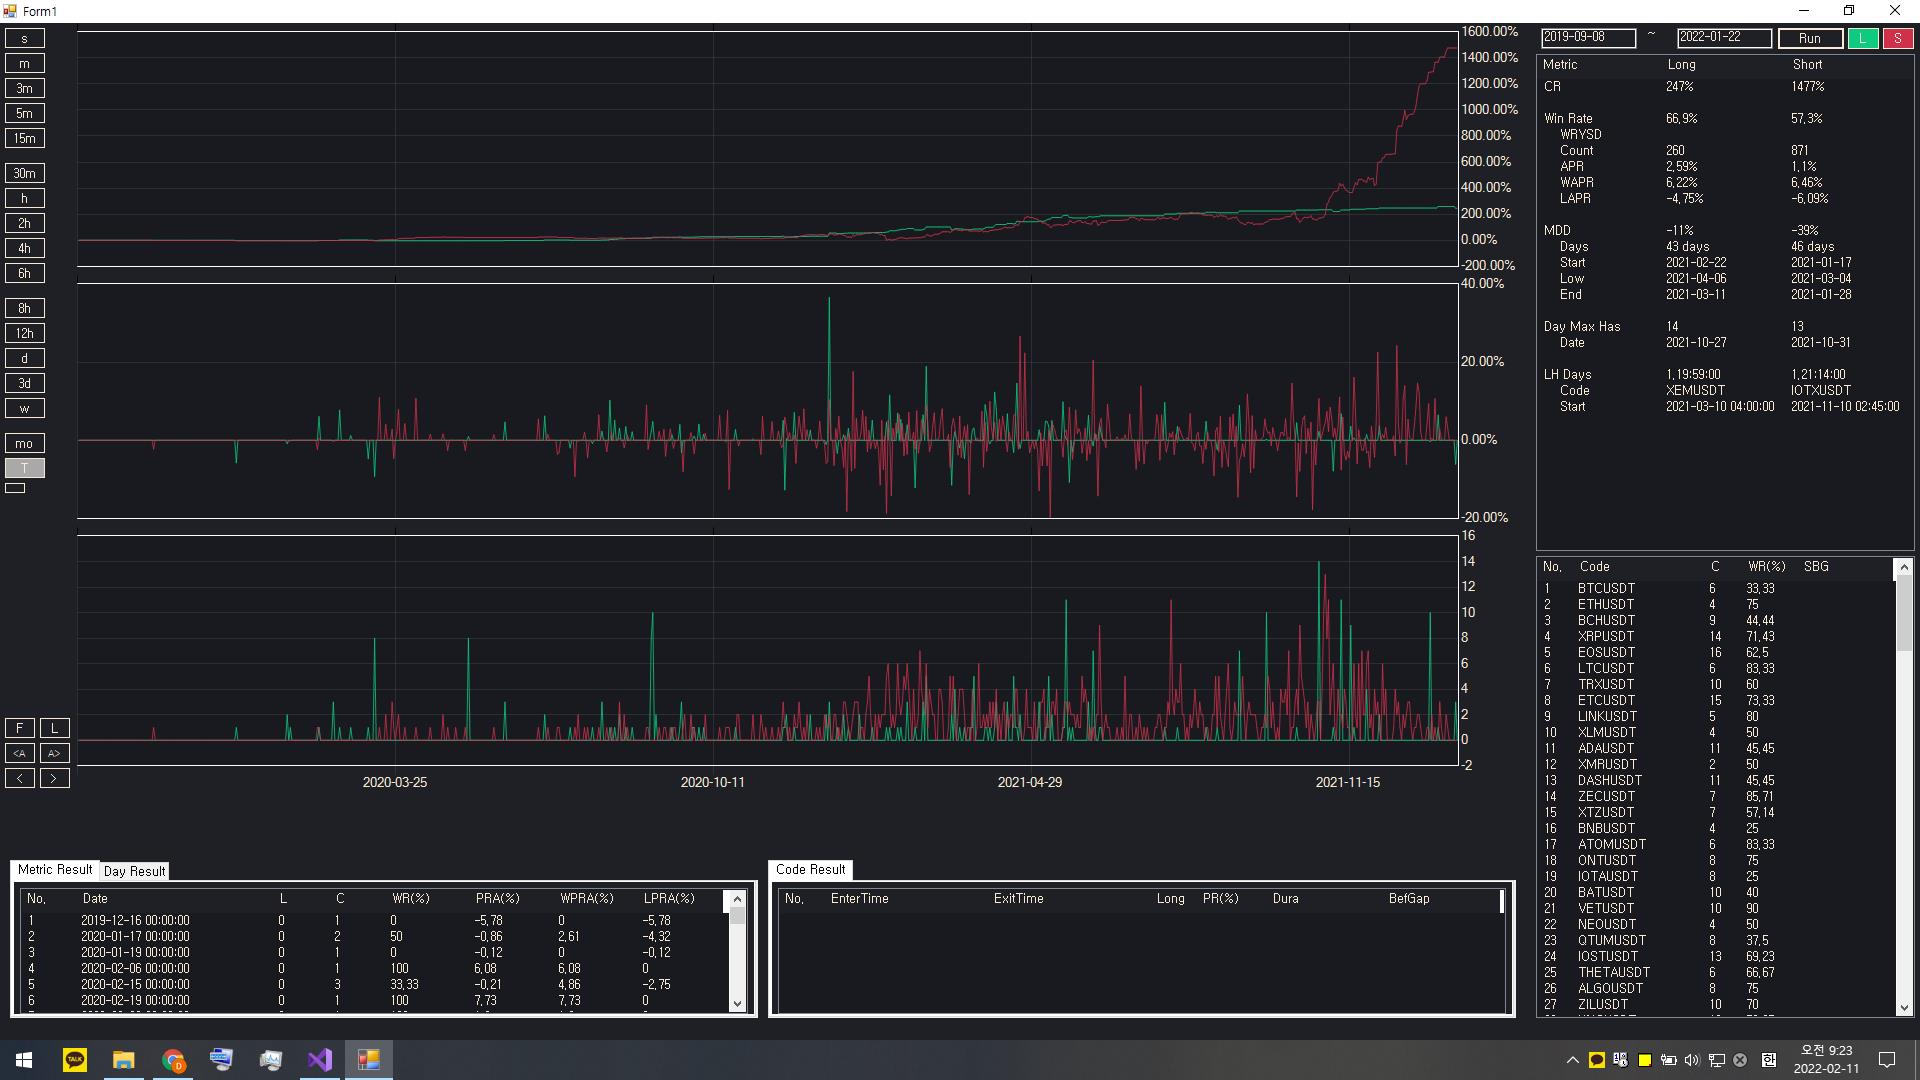 Form1
s
m
3m
5m
15m
30m
h
2h
4h
6h
8h
12h
d
3d
w
mo
T
F L
<A A>
< >
1600.00%
1400.00%
1200.00%
1000.00%
800.00%
600.00%
400.00%
200.00%
0.00%
-200.00%
40.00%
20.00%
0.00%
-20.00%
16
14
12
10
8
6
4
2
0
-2
2020-03-25 2020-10-11 2021-04-29 2021-11-15
2019-09-08 ~ 2022-01-22 Run L S
Metric Long Short
CR 247% 1477%
Win Rate 66,9% 57,3%
WRYSD
Count 260 871
APR 2,59% 1,1%
WAPR 6,22% 6,46%
LAPR -4,75% -6,09%
MDD -11% -39%
Days 43 days 46 days
Start 2021-02-22 2021-01-17
Low 2021-04-06 2021-03-04
End 2021-03-11 2021-01-28
Day Max Has 14 13
Date 2021-10-27 2021-10-31
LH Days 1,19:59:00 1,21:14:00
Code XEMUSDT IOTXUSDT
Start 2021-03-10 04:00:00 2021-11-10 02:45:00
No, Code C WR(%) SBG
1 BTCUSDT 6 33,33
2 ETHUSDT 4 75
3 BCHUSDT 9 44,44
4 XRPUSDT 14 71,43
5 EOSUSDT 16 62,5
6 LTCUSDT 6 83,33
7 TRXUSDT 10 60
8 ETCUSDT 15 73,33
9 LINKUSDT 5 80
10 XLMUSDT 4 50
11 ADAUSDT 11 45,45
12 XMRUSDT 2 50
13 DASHUSDT 11 45,45
14 ZECUSDT 7 85,71
15 XTZUSDT 7 57,14
16 BNBUSDT 4 25
17 ATOMUSDT 6 83,33
18 ONTUSDT 8 75
19 IOTAUSDT 8 25
20 BATUSDT 10 40
21 VETUSDT 10 90
22 NEOUSDT 4 50
23 QTUMUSDT 8 37,5
24 IOSTUSDT 13 69,23
25 THETAUSDT 6 66,67
26 ALGOUSDT 8 75
27 ZILUSDT 10 70
Metric Result Day Result
No, Date L C WR(%) PRA(%) WPRA(%) LPRA(%)
1 2019-12-16 00:00:00 0 1 0 -5,78 0 -5,78
2 2020-01-17 00:00:00 0 2 50 -0,86 2,61 -4,32
3 2020-01-19 00:00:00 0 1 0 -0,12 0 -0,12
4 2020-02-06 00:00:00 0 1 100 6,08 6,08 0
5 2020-02-15 00:00:00 0 3 33,33 -0,21 4,86 -2,75
6 2020-02-19 00:00:00 0 1 100 7,73 7,73 0
Code Result
No, EnterTime ExitTime Long PR(%) Dura BefGap
TALK
D
오전 9:23
2022-02-11